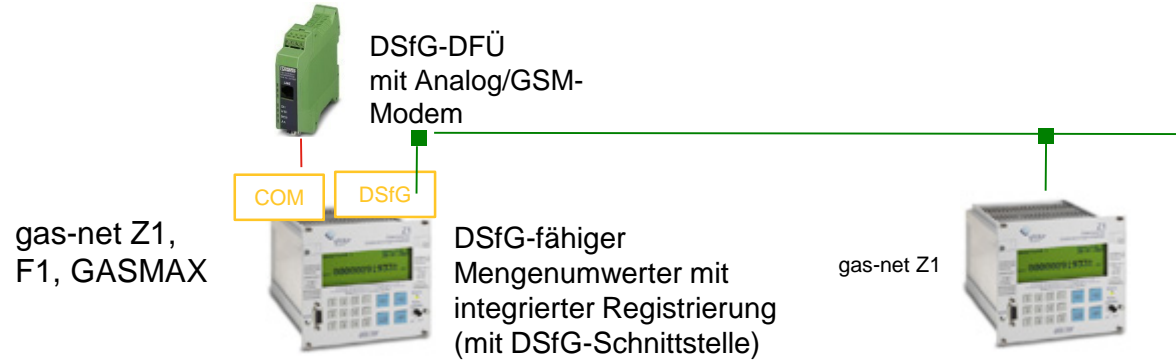 DSfG-DFÜ
mit Analog/GSM-
Modem
COM
DSfG
gas-net Z1,
F1, GASMAX
DSfG-fähiger
Mengenumwerter mit
integrierter Registrierung
(mit DSfG-Schnittstelle)
gas-net Z1